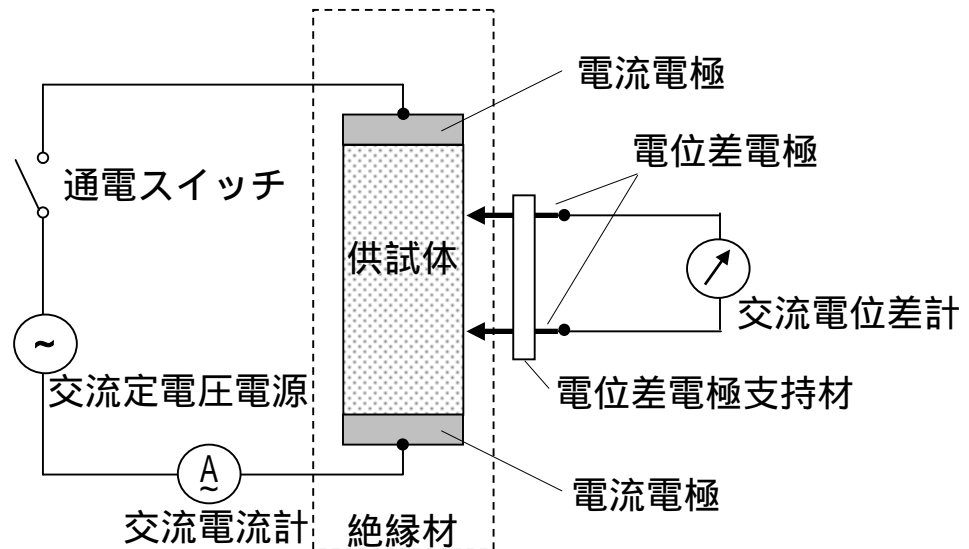 電流電極
電位差電極
通電スイッチ
供試体
交流電位差計
~
交流定電圧電源
電位差電極支持材
A
~
電流電極
交流電流計
絶縁材